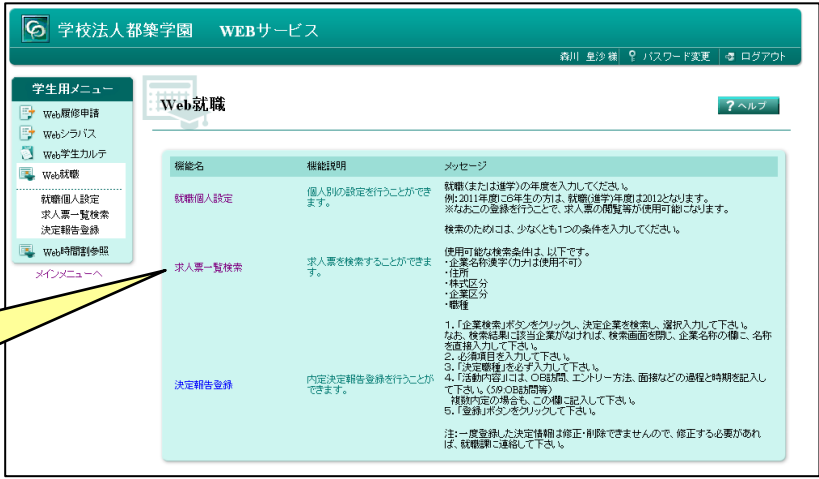 学校法人都築学園　WEBサービス
森川 皇沙 様 パスワード変更 ログアウト
学生用メニュー
Web履修申請
Webシラバス
Web学生カルテ
Web就職
就職個人設定
求人票一覧検索
決定報告登録
Web時間割参照
メインメニューへ
Web就職
?ヘルプ
機能名 機能説明 メッセージ
就職個人設定
個人別の設定を行うことができ
ます。
就職(または進学)の年度を入力してください。
例:2011年度に6年生の方は、就職(進学)年度は2012となります。
※なおこの登録を行うことで、求人票の閲覧等が使用可能になります。
検索のためには、少なくとも1つの条件を入力してください。
求人票一覧検索
求人票を検索することができま
す。
使用可能な検索条件は、以下です。
・企業名称漢字(カナは使用不可)
・住所
・株式区分
・企業区分
・職種
決定報告登録
内定決定報告登録を行うことが
できます。
1.「企業検索」ボタンをクリックし、決定企業を検索し、選択入力して下さい。
なお、検索結果に該当企業がなければ、検索画面を閉じ、企業名称の欄に、名称
を直接入力して下さい。
2. 必須項目を入力して下さい。
3.「決定職種」を必ず入力して下さい。
4.「活動内容」には、OB訪問、エントリー方法、面接などの過程と時期を記入し
て下さい。(5/9:OB訪問等)
複数内定の場合も、この欄に記入して下さい。
5.「登録」ボタンをクリックして下さい。
注:一度登録した決定情報は修正・削除できませんので、修正する必要があれ
ば、就職課に連絡して下さい。